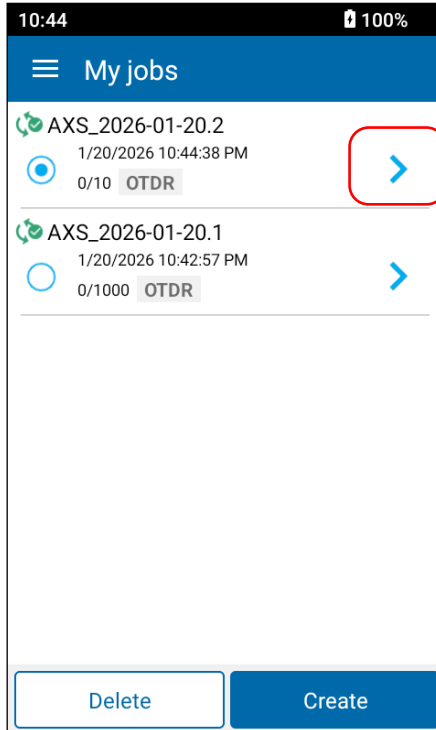 10:44 100%
My jobs
AXS_2026-01-20.2
1/20/2026 10:44:38 PM
0/10 OTDR
AXS_2026-01-20.1
1/20/2026 10:42:57 PM
0/1000 OTDR
Delete Create